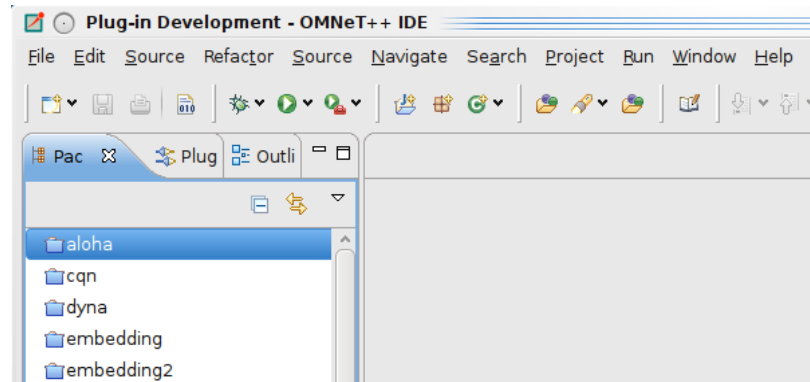 Plug-in Development - OMNeT++ IDE
File Edit Source Refactor Source Navigate Search Project Run Window Help
010
Pac Plug Outli
aloha
cqn
dyna
embedding
embedding2